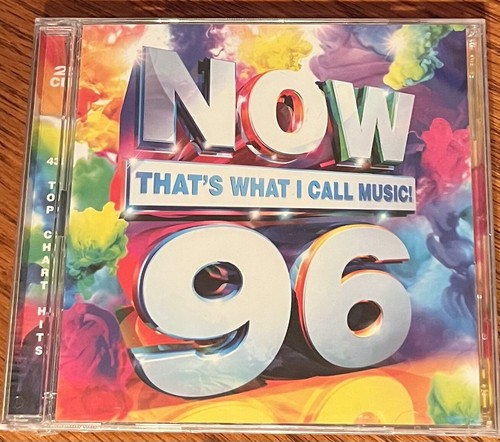 2
CD
43 TOP CHART HITS
NOW
THAT'S WHAT I CALL MUSIC!
96